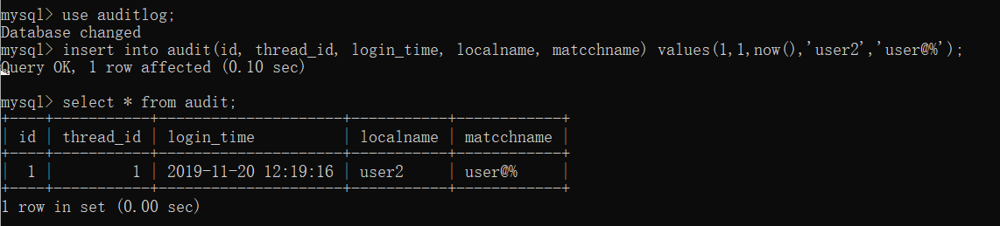 mysql> use auditlog;
Database changed
mysql> insert into audit(id, thread_id, login_time, localname, matcchname) values(1,1,now(),'user2','user@%');
Query OK, 1 row affected (0.10 sec)
mysql> select * from audit;
+----+-----------+---------------------+-----------+------------+
| id | thread_id | login_time          | localname | matcchname |
+----+-----------+---------------------+-----------+------------+
|  1 |         1 | 2019-11-20 12:19:16 | user2     | user@%     |
+----+-----------+---------------------+-----------+------------+
1 row in set (0.00 sec)